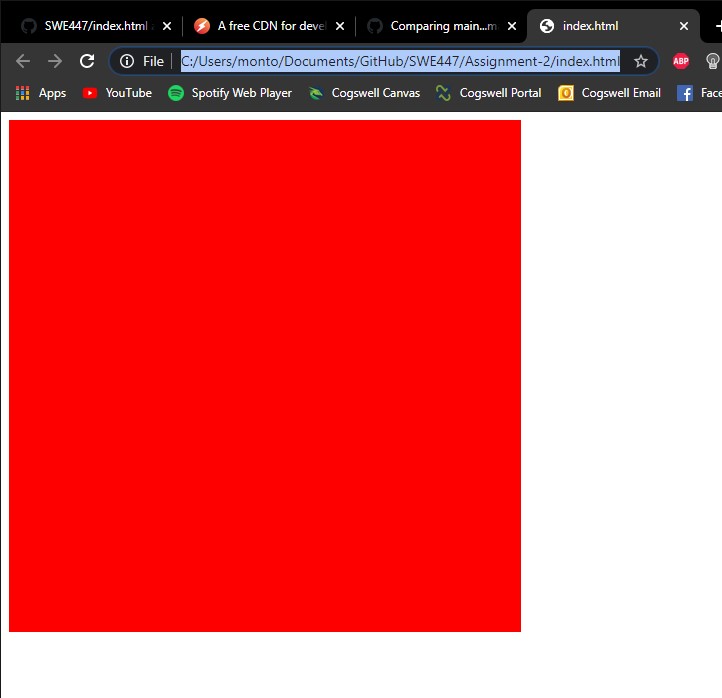 SWE447/index.html
A free CDN for deve
Comparing main...m
index.html
File
C:/Users/monto/Documents/GitHub/SWE447/Assignment-2/index.html
ABP
Apps
YouTube
Spotify Web Player
Cogswell Canvas
Cogswell Portal
Cogswell Email
Face